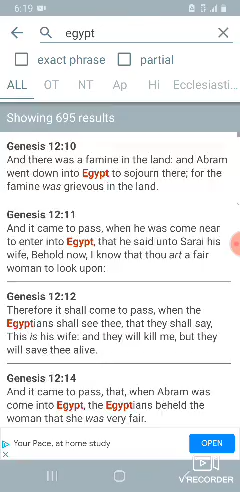 6:19
egypt
exact phrase partial
ALL OT NT Ap Hi Ecclesiasti
Showing 695 results
Genesis 12:10
And there was a famine in the land: and Abram
went down into Egypt to sojourn there; for the
famine was grievous in the land.
Genesis 12:11
And it came to pass, when he was come near
to enter into Egypt, that he said unto Sarai his
wife, Behold now, I know that thou art a fair
woman to look upon:
Genesis 12:12
Therefore it shall come to pass, when the
Egyptians shall see thee, that they shall say,
This is his wife: and they will kill me, but they
will save thee alive.
Genesis 12:14
And it came to pass, that, when Abram was
come into Egypt, the Egyptians beheld the
woman that she was very fair.
Your Pace, at home study
OPEN
VRECORDER